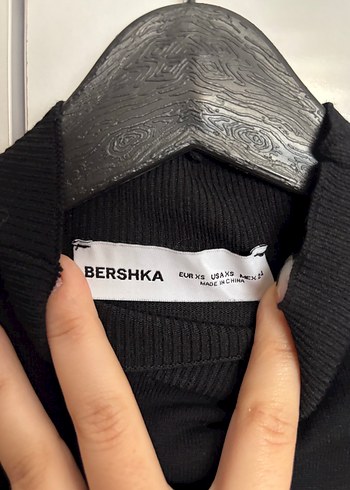 BERSHKA
EUR XS USA XS MEX 24
MADE IN CHINA